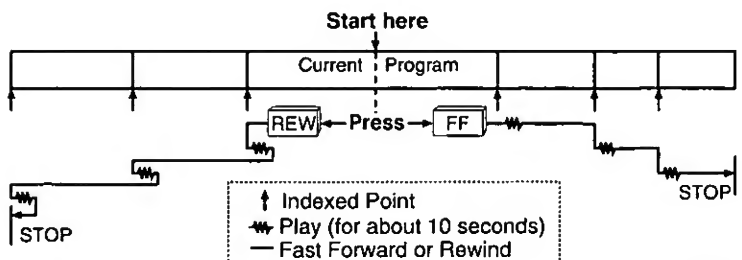 Start here
Current Program
REW Press FF
STOP
STOP
Indexed Point
Play (for about 10 seconds)
Fast Forward or Rewind